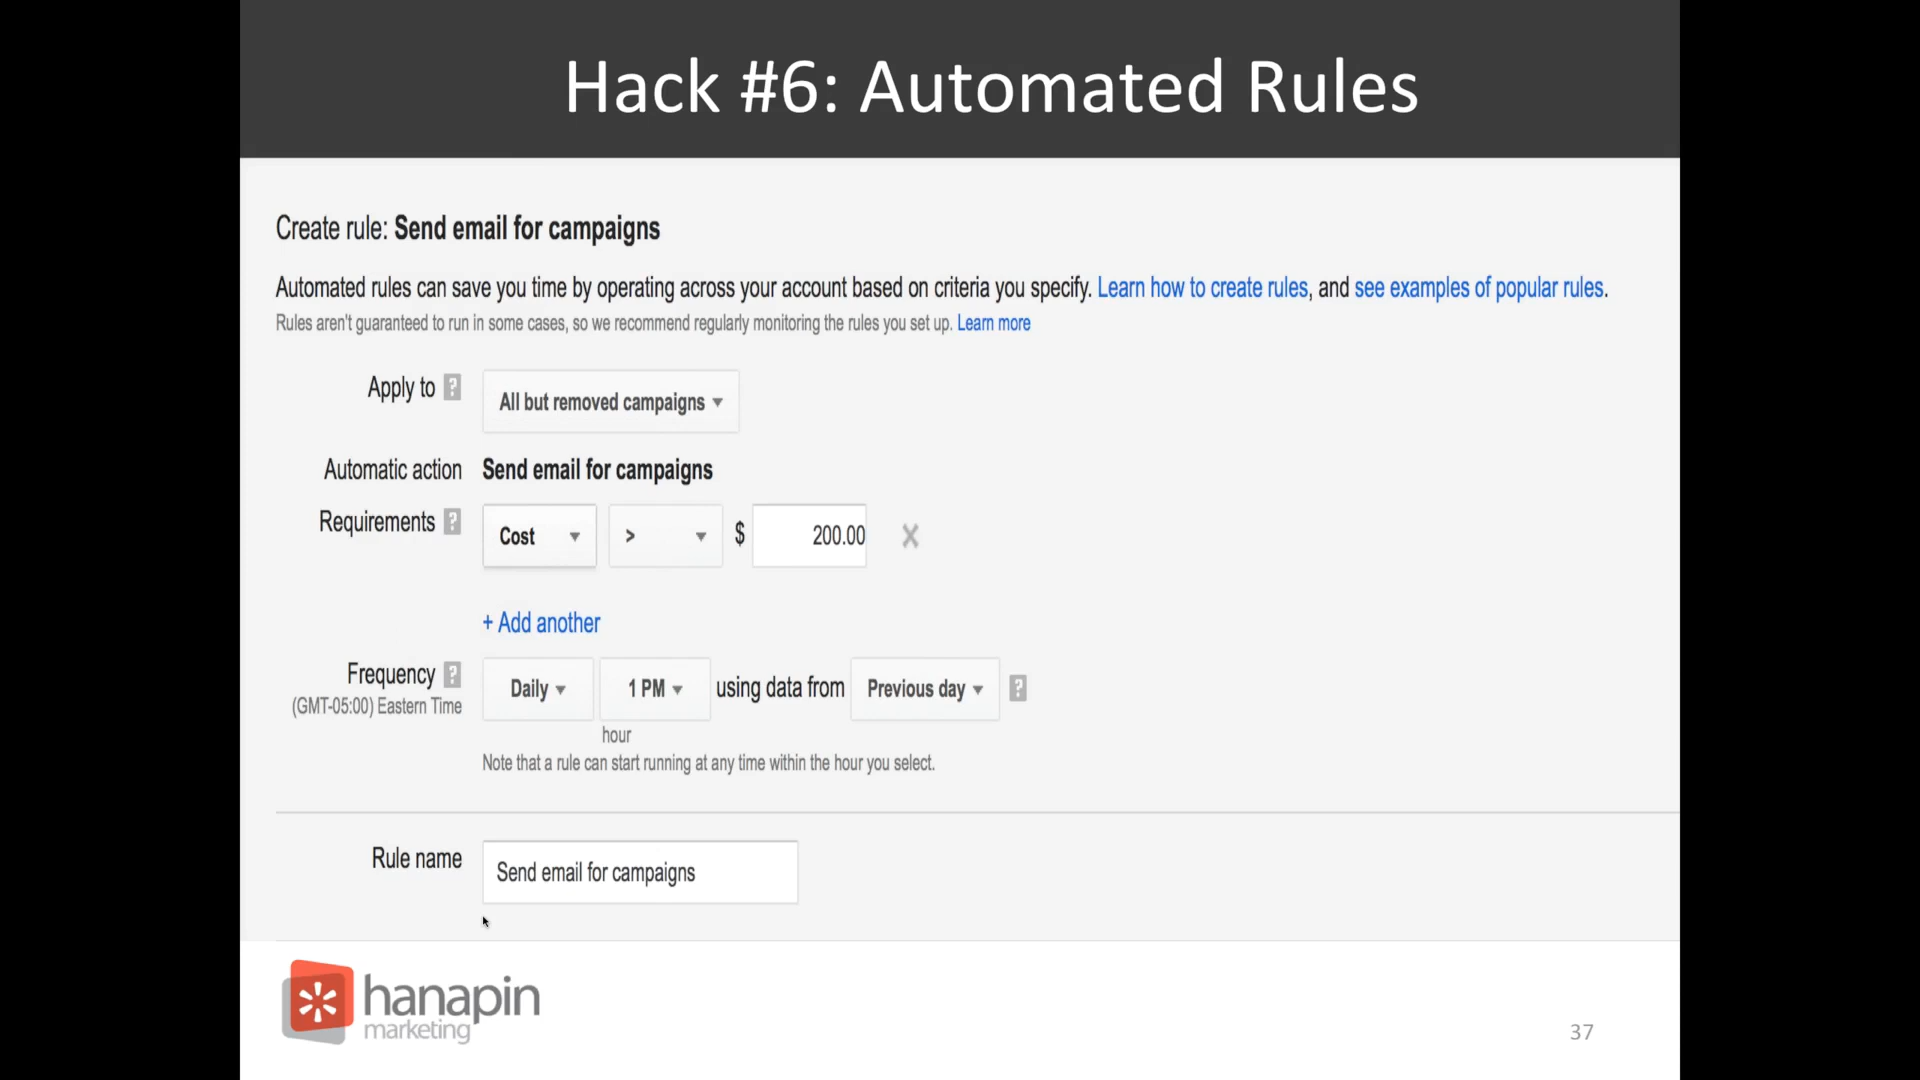 Hack #6: Automated Rules
Create rule: Send email for campaigns
Automated rules can save you time by operating across your account based on criteria you specify. Learn how to create rules, and see examples of popular rules.
Rules aren't guaranteed to run in some cases, so we recommend regularly monitoring the rules you set up. Learn more
Apply to ? All but removed campaigns
Automatic action Send email for campaigns
Requirements ? Cost > $ 200.00 X
+ Add another
Frequency ? Daily 1 PM using data from Previous day ?
(GMT-05:00) Eastern Time
hour
Note that a rule can start running at any time within the hour you select.
Rule name Send email for campaigns
hanapin
marketing
37